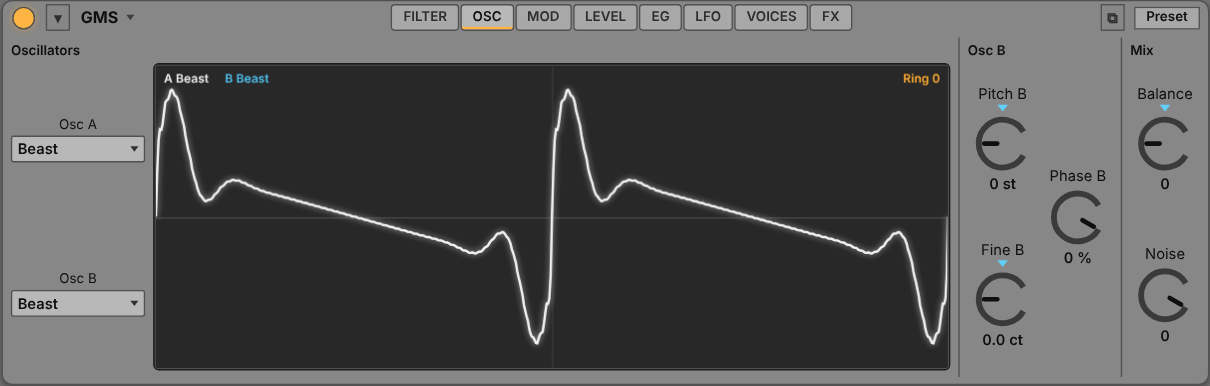 GMS
FILTER OSC MOD LEVEL EG LFO VOICES FX
Preset
Oscillators
Osc A
Beast
Osc B
Beast
A Beast B Beast Ring 0
Osc B
Pitch B
0 st
Phase B
0 %
Fine B
0.0 ct
Mix
Balance
0
Noise
0